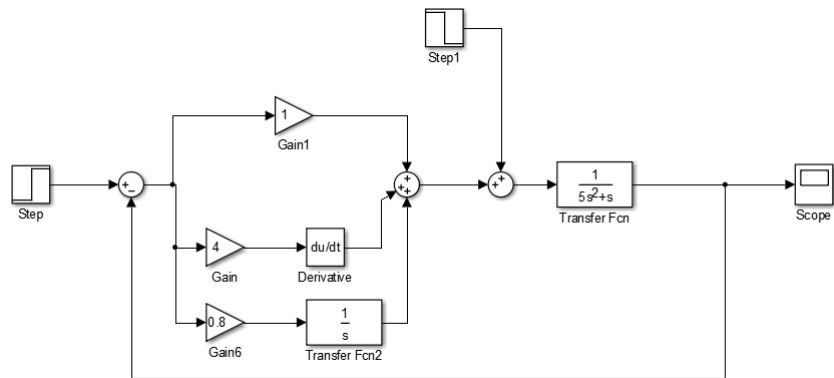 Step1
1
Gain1
Step
+
−
+
+
+
+
+
+
1
5s²+s
Transfer Fcn
Scope
4
Gain
du/dt
Derivative
0.8
Gain6
1
s
Transfer Fcn2